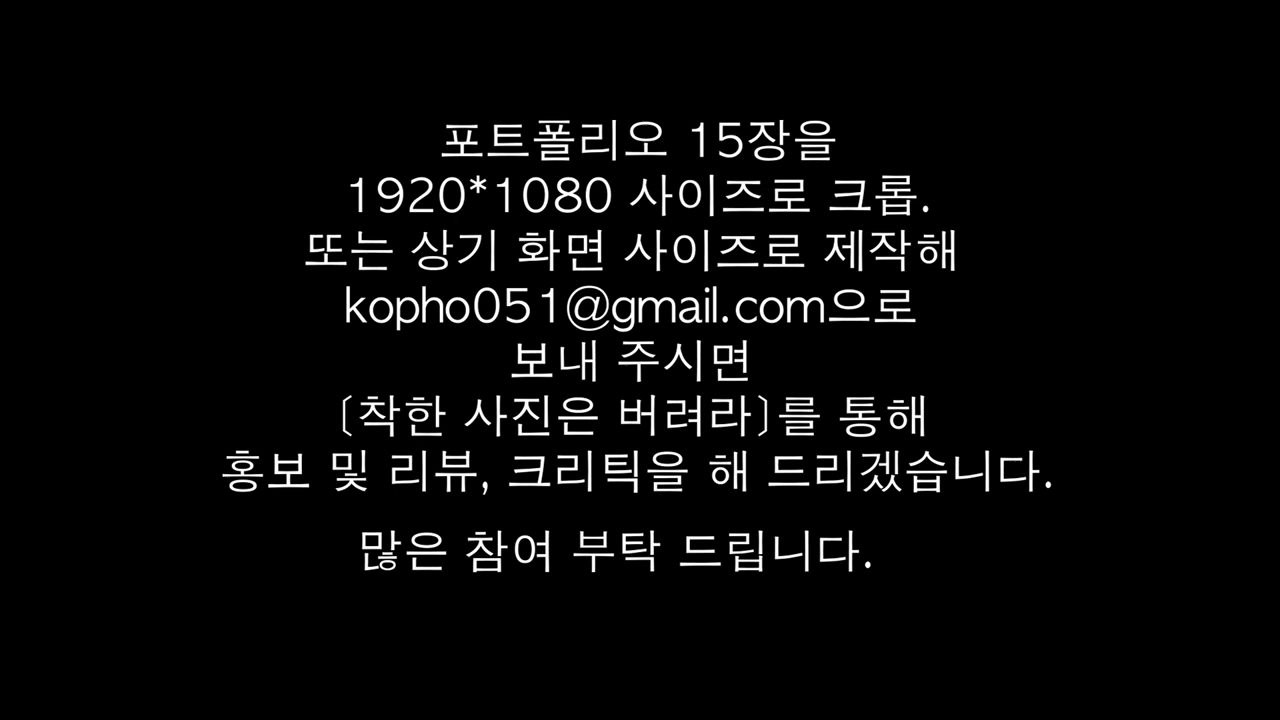 포트폴리오 15장을
1920*1080 사이즈로 크롭.
또는 상기 화면 사이즈로 제작해
kopho051@gmail.com으로
보내 주시면
〔착한 사진은 버려라〕를 통해
홍보 및 리뷰, 크리틱을 해 드리겠습니다.
많은 참여 부탁 드립니다.